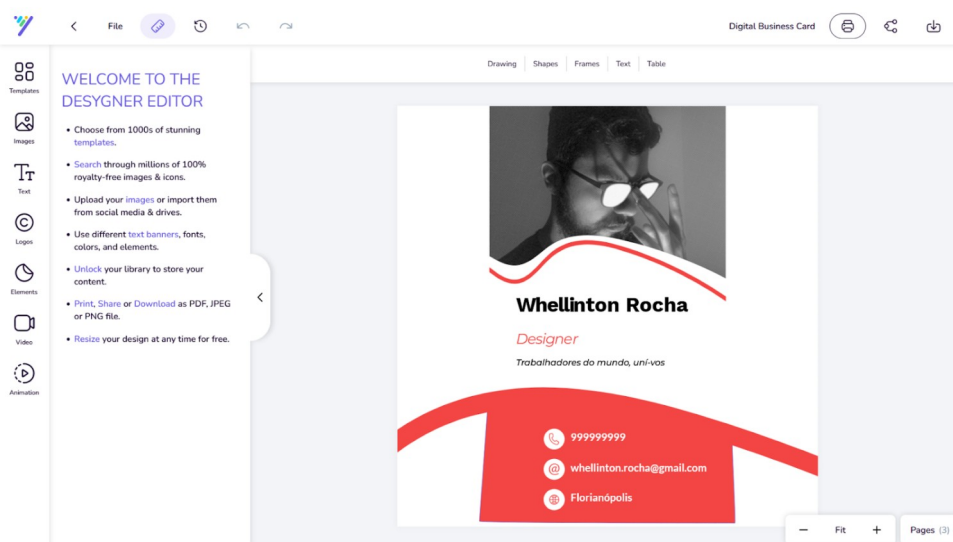 File
Digital Business Card
Drawing
Shapes
Frames
Text
Table
Templates
Images
Text
Logos
Elements
Video
Animation
WELCOME TO THE
DESYGNER EDITOR
• Choose from 1000s of stunning
templates.
• Search through millions of 100%
royalty-free images & icons.
• Upload your images or import them
from social media & drives.
• Use different text banners, fonts,
colors, and elements.
• Unlock your library to store your
content.
• Print, Share or Download as PDF, JPEG
or PNG file.
• Resize your design at any time for free.
Whellinton Rocha
Designer
Trabalhadores do mundo, uní-vos
999999999
@ whellinton.rocha@gmail.com
Florianópolis
− Fit +
Pages (3)